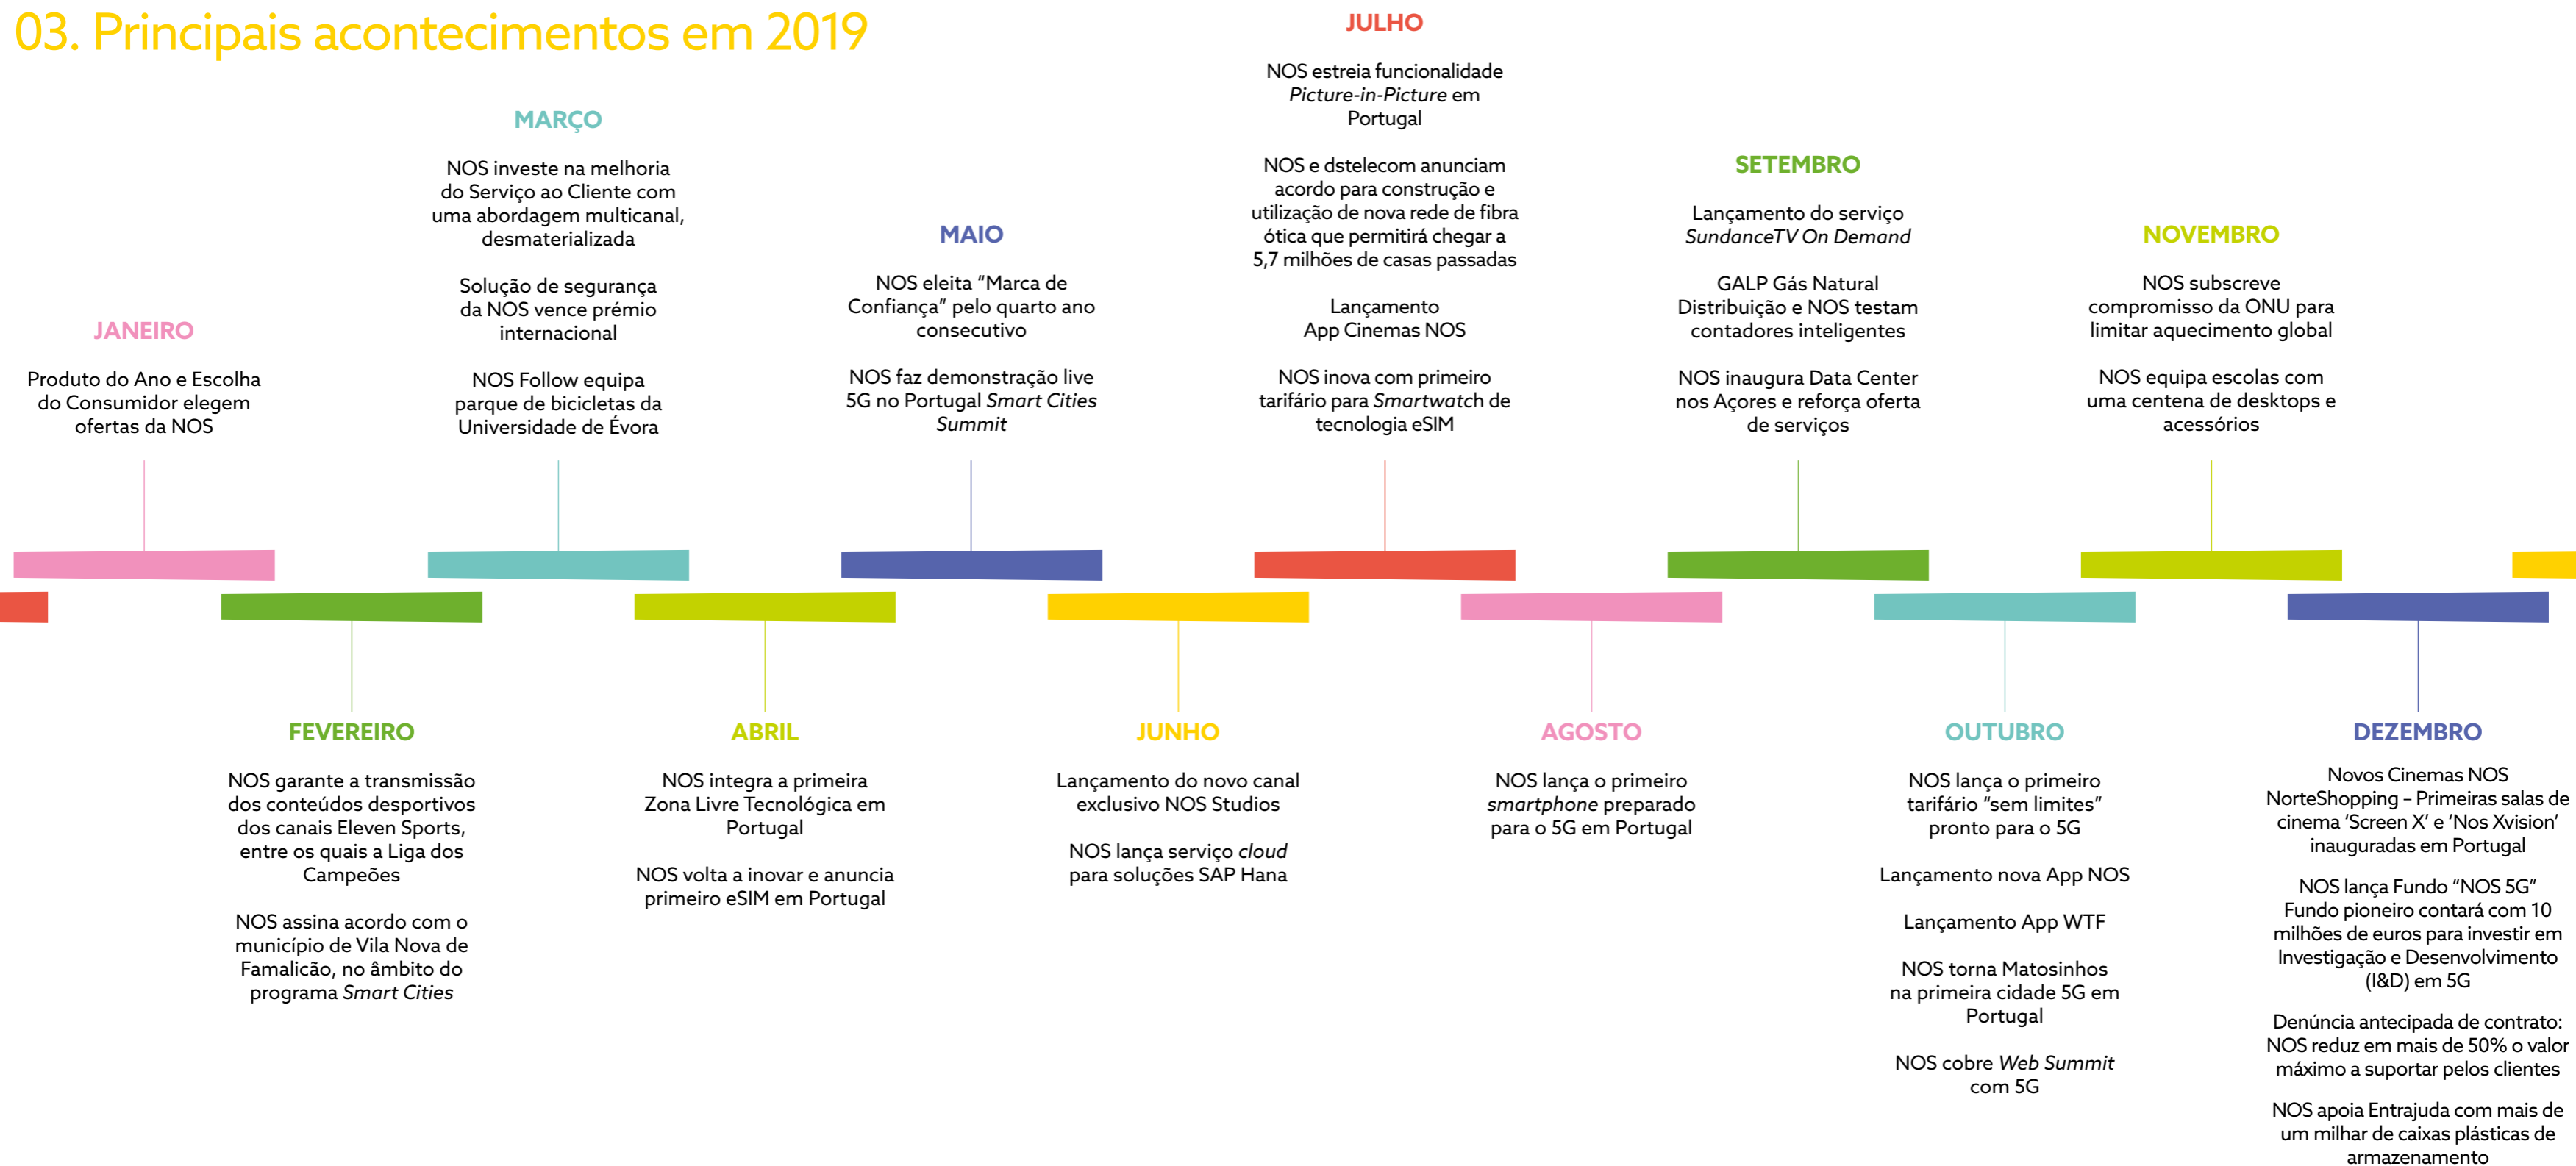 03. Principais acontecimentos em 2019
JANEIRO
Produto do Ano e Escolha
do Consumidor elegem
ofertas da NOS
FEVEREIRO
NOS garante a transmissão
dos conteúdos desportivos
dos canais Eleven Sports,
entre os quais a Liga dos
Campeões
NOS assina acordo com o
município de Vila Nova de
Famalicão, no âmbito do
programa Smart Cities
MARÇO
NOS investe na melhoria
do Serviço ao Cliente com
uma abordagem multicanal,
desmaterializada
Solução de segurança
da NOS vence prémio
internacional
NOS Follow equipa
parque de bicicletas da
Universidade de Évora
ABRIL
NOS integra a primeira
Zona Livre Tecnológica em
Portugal
NOS volta a inovar e anuncia
primeiro eSIM em Portugal
MAIO
NOS eleita “Marca de
Confiança” pelo quarto ano
consecutivo
NOS faz demonstração live
5G no Portugal Smart Cities
Summit
JUNHO
Lançamento do novo canal
exclusivo NOS Studios
NOS lança serviço cloud
para soluções SAP Hana
JULHO
NOS estreia funcionalidade
Picture-in-Picture em
Portugal
NOS e dstelecom anunciam
acordo para construção e
utilização de nova rede de fibra
ótica que permitirá chegar a
5,7 milhões de casas passadas
Lançamento
App Cinemas NOS
NOS inova com primeiro
tarifário para Smartwatch de
tecnologia eSIM
AGOSTO
NOS lança o primeiro
smartphone preparado
para o 5G em Portugal
SETEMBRO
Lançamento do serviço
SundanceTV On Demand
GALP Gás Natural
Distribuição e NOS testam
contadores inteligentes
NOS inaugura Data Center
nos Açores e reforça oferta
de serviços
OUTUBRO
NOS lança o primeiro
tarifário “sem limites”
pronto para o 5G
Lançamento nova App NOS
Lançamento App WTF
NOS torna Matosinhos
na primeira cidade 5G em
Portugal
NOS cobre Web Summit
com 5G
NOVEMBRO
NOS subscreve
compromisso da ONU para
limitar aquecimento global
NOS equipa escolas com
uma centena de desktops e
acessórios
DEZEMBRO
Novos Cinemas NOS
NorteShopping – Primeiras salas de
cinema ‘Screen X’ e ‘Nos Xvision’
inauguradas em Portugal
NOS lança Fundo “NOS 5G”
Fundo pioneiro contará com 10
milhões de euros para investir em
Investigação e Desenvolvimento
(I&D) em 5G
Denúncia antecipada de contrato:
NOS reduz em mais de 50% o valor
máximo a suportar pelos clientes
NOS apoia Entrajuda com mais de
um milhar de caixas plásticas de
armazenamento